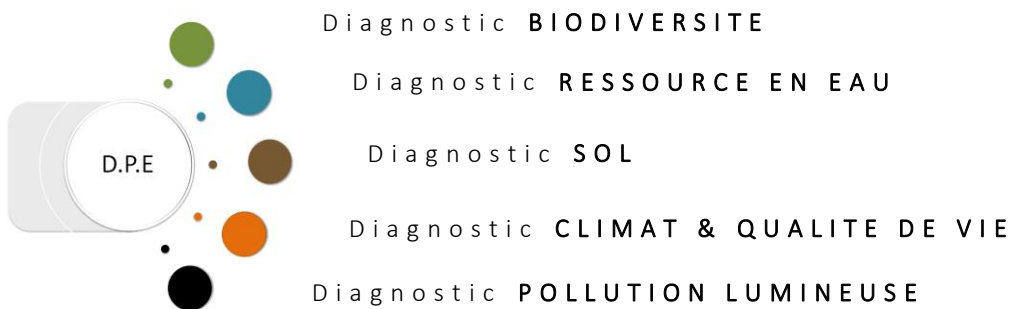 Diagnostic BIODIVERSITE
Diagnostic RESSOURCE EN EAU
D.P.E
Diagnostic SOL
Diagnostic CLIMAT & QUALITE DE VIE
Diagnostic POLLUTION LUMINEUSE